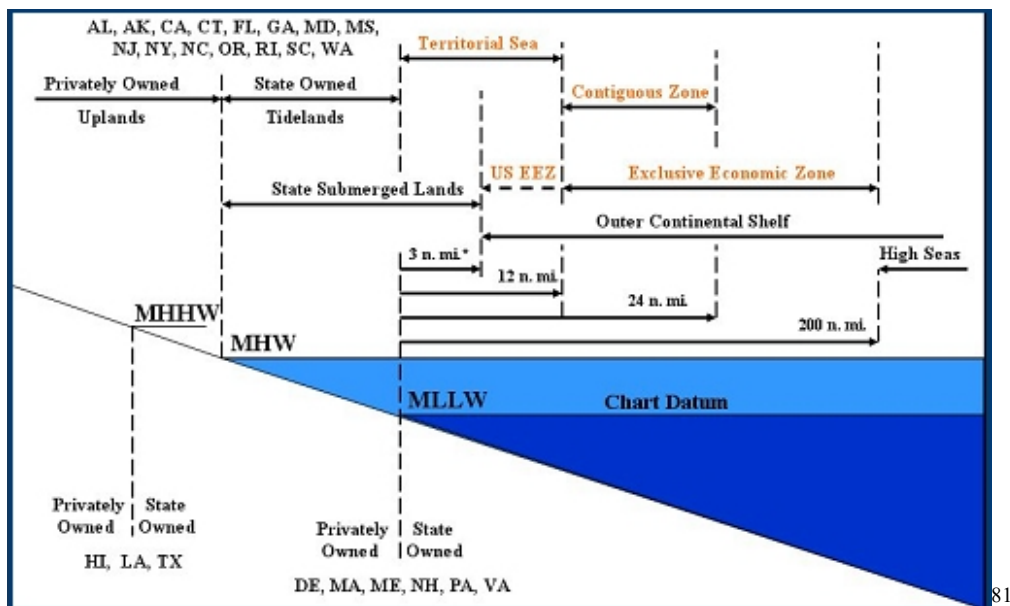 AL, AK, CA, CT, FL, GA, MD, MS,
NJ, NY, NC, OR, RI, SC, WA
Territorial Sea
Privately Owned
State Owned
Contiguous Zone
Uplands
Tidelands
US EEZ
Exclusive Economic Zone
State Submerged Lands
Outer Continental Shelf
3 n. mi.*
High Seas
12 n. mi.
24 n. mi.
200 n. mi.
MHHW
MHW
MLLW
Chart Datum
Privately
Owned
State
Owned
HI, LA, TX
Privately
Owned
State
Owned
DE, MA, ME, NH, PA, VA
81